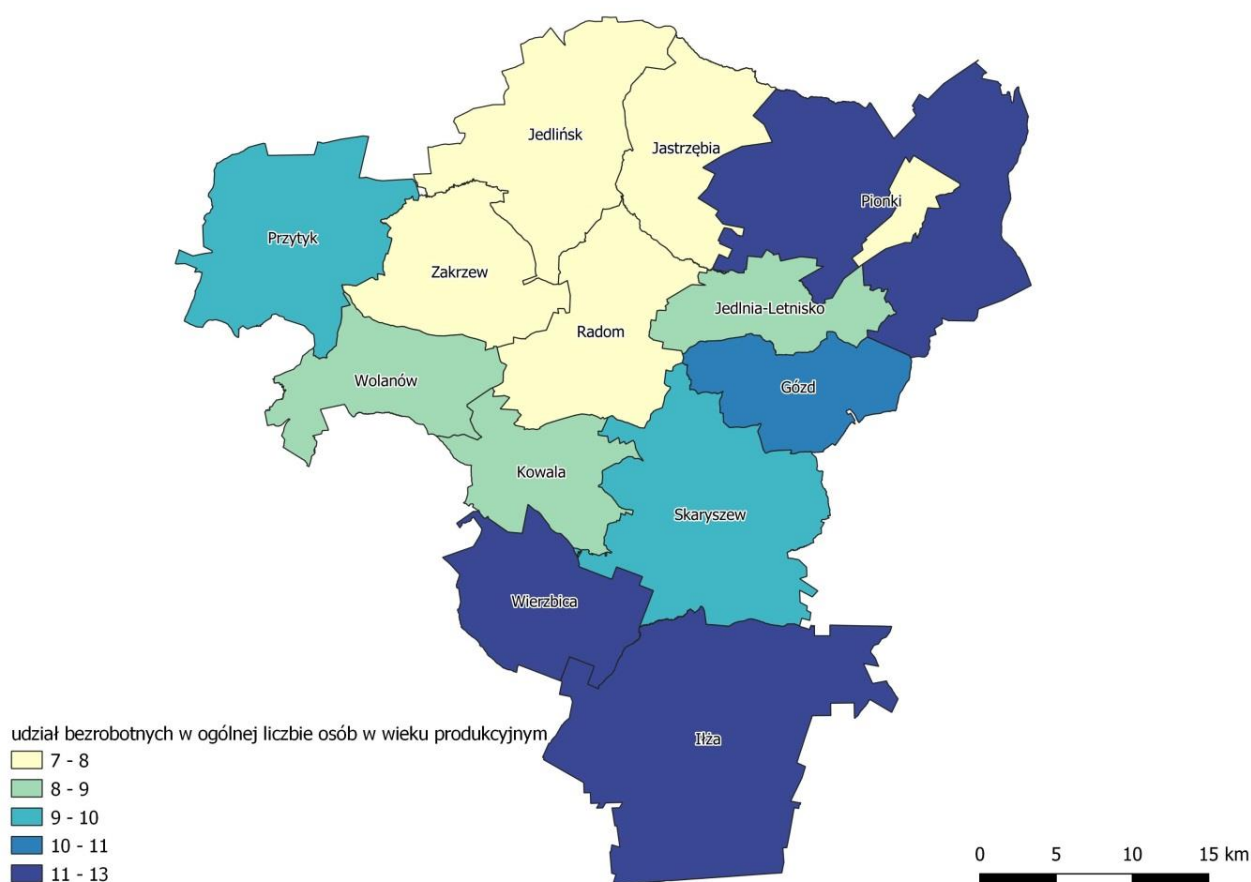 Jedlińsk
Jastrzębia
Pionki
Przytyk
Zakrzew
Jedlnia-Letnisko
Radom
Wolanów
Gózd
Kowala
Skaryszew
Wierzbica
Iłża
udział bezrobotnych w ogólnej liczbie osób w wieku produkcyjnym
7 - 8
8 - 9
9 - 10
10 - 11
11 - 13
0 5 10 15 km